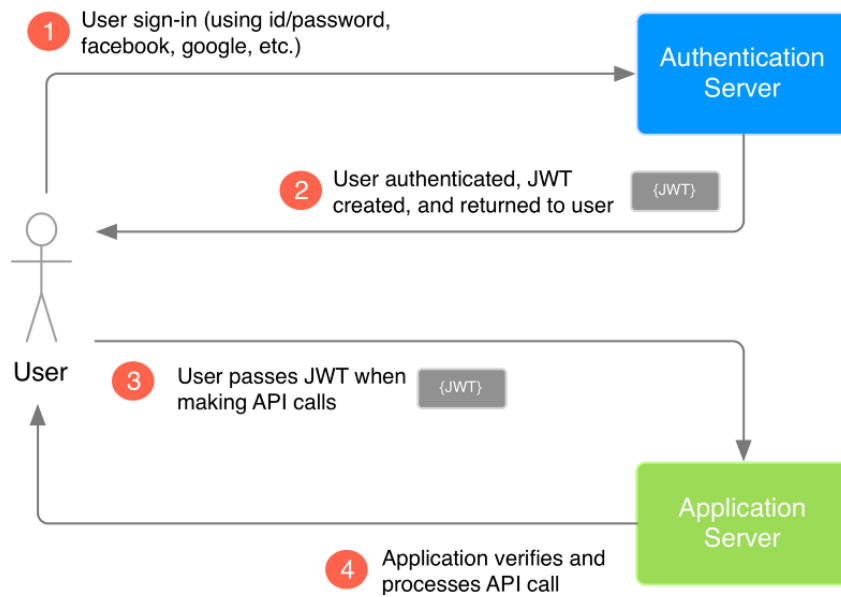 1
User sign-in (using id/password,
facebook, google, etc.)
Authentication
Server
2
User authenticated, JWT
created, and returned to user
{JWT}
User
3
User passes JWT when
making API calls
{JWT}
Application
Server
4
Application verifies and
processes API call